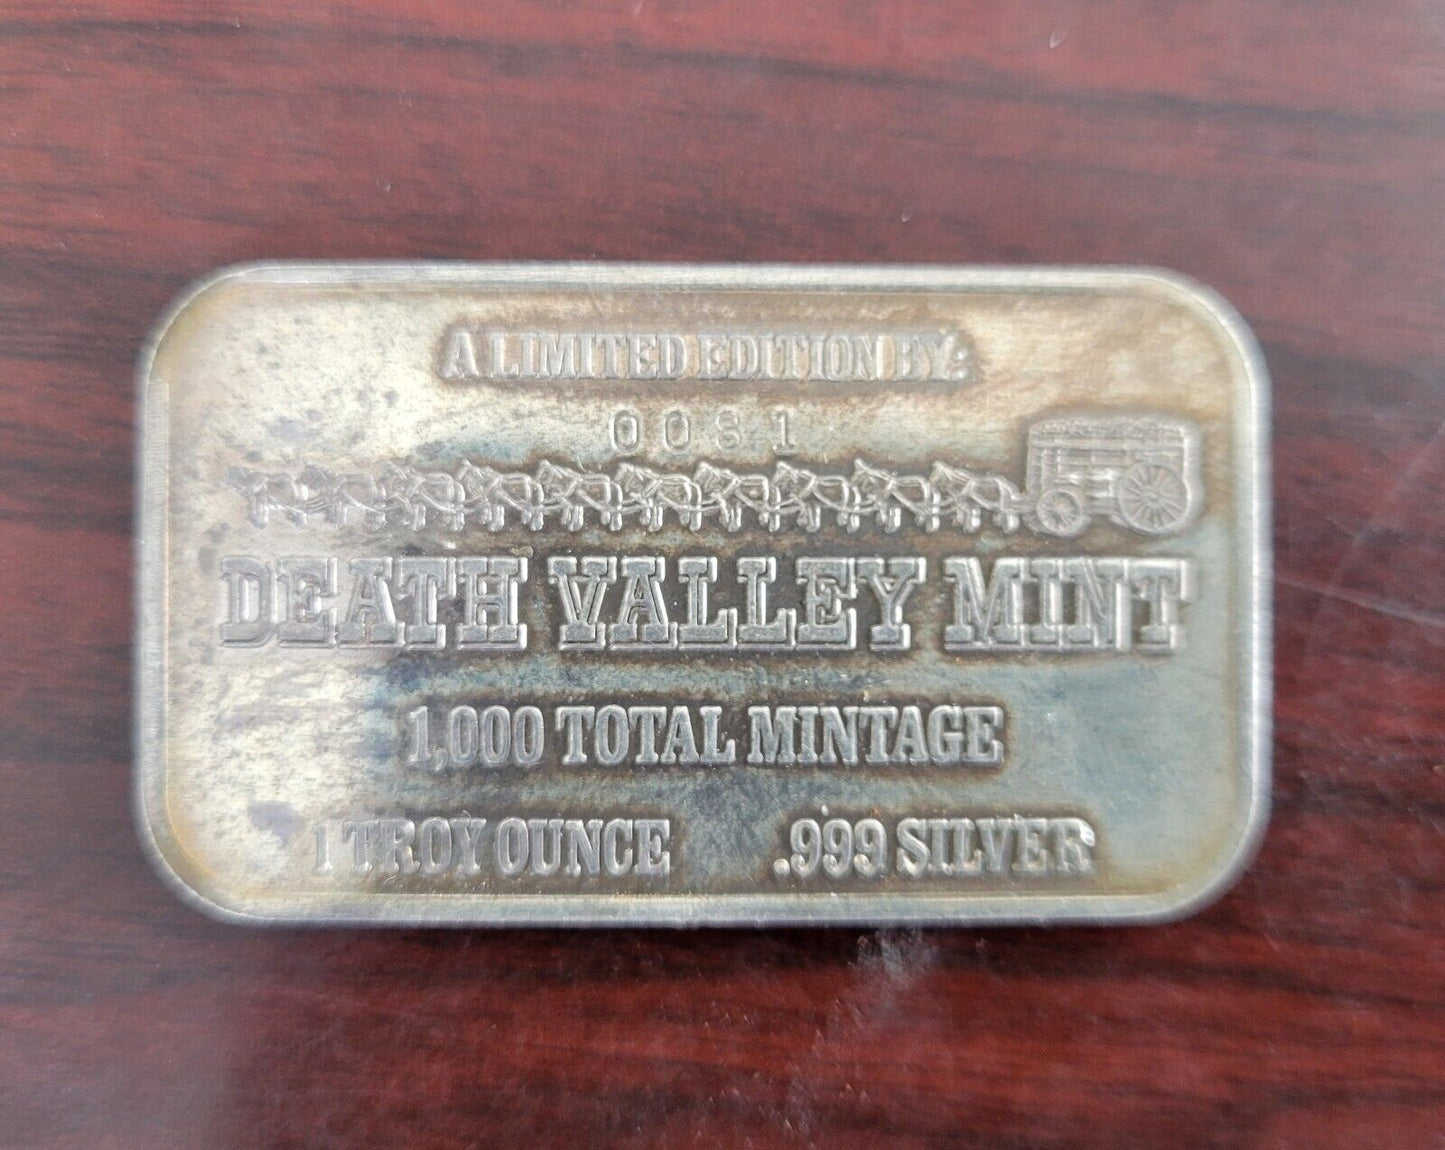 A LIMITED EDITION BY:
0081
DEATH VALLEY MINT
1,000 TOTAL MINTAGE
1 TROY OUNCE .999 SILVER